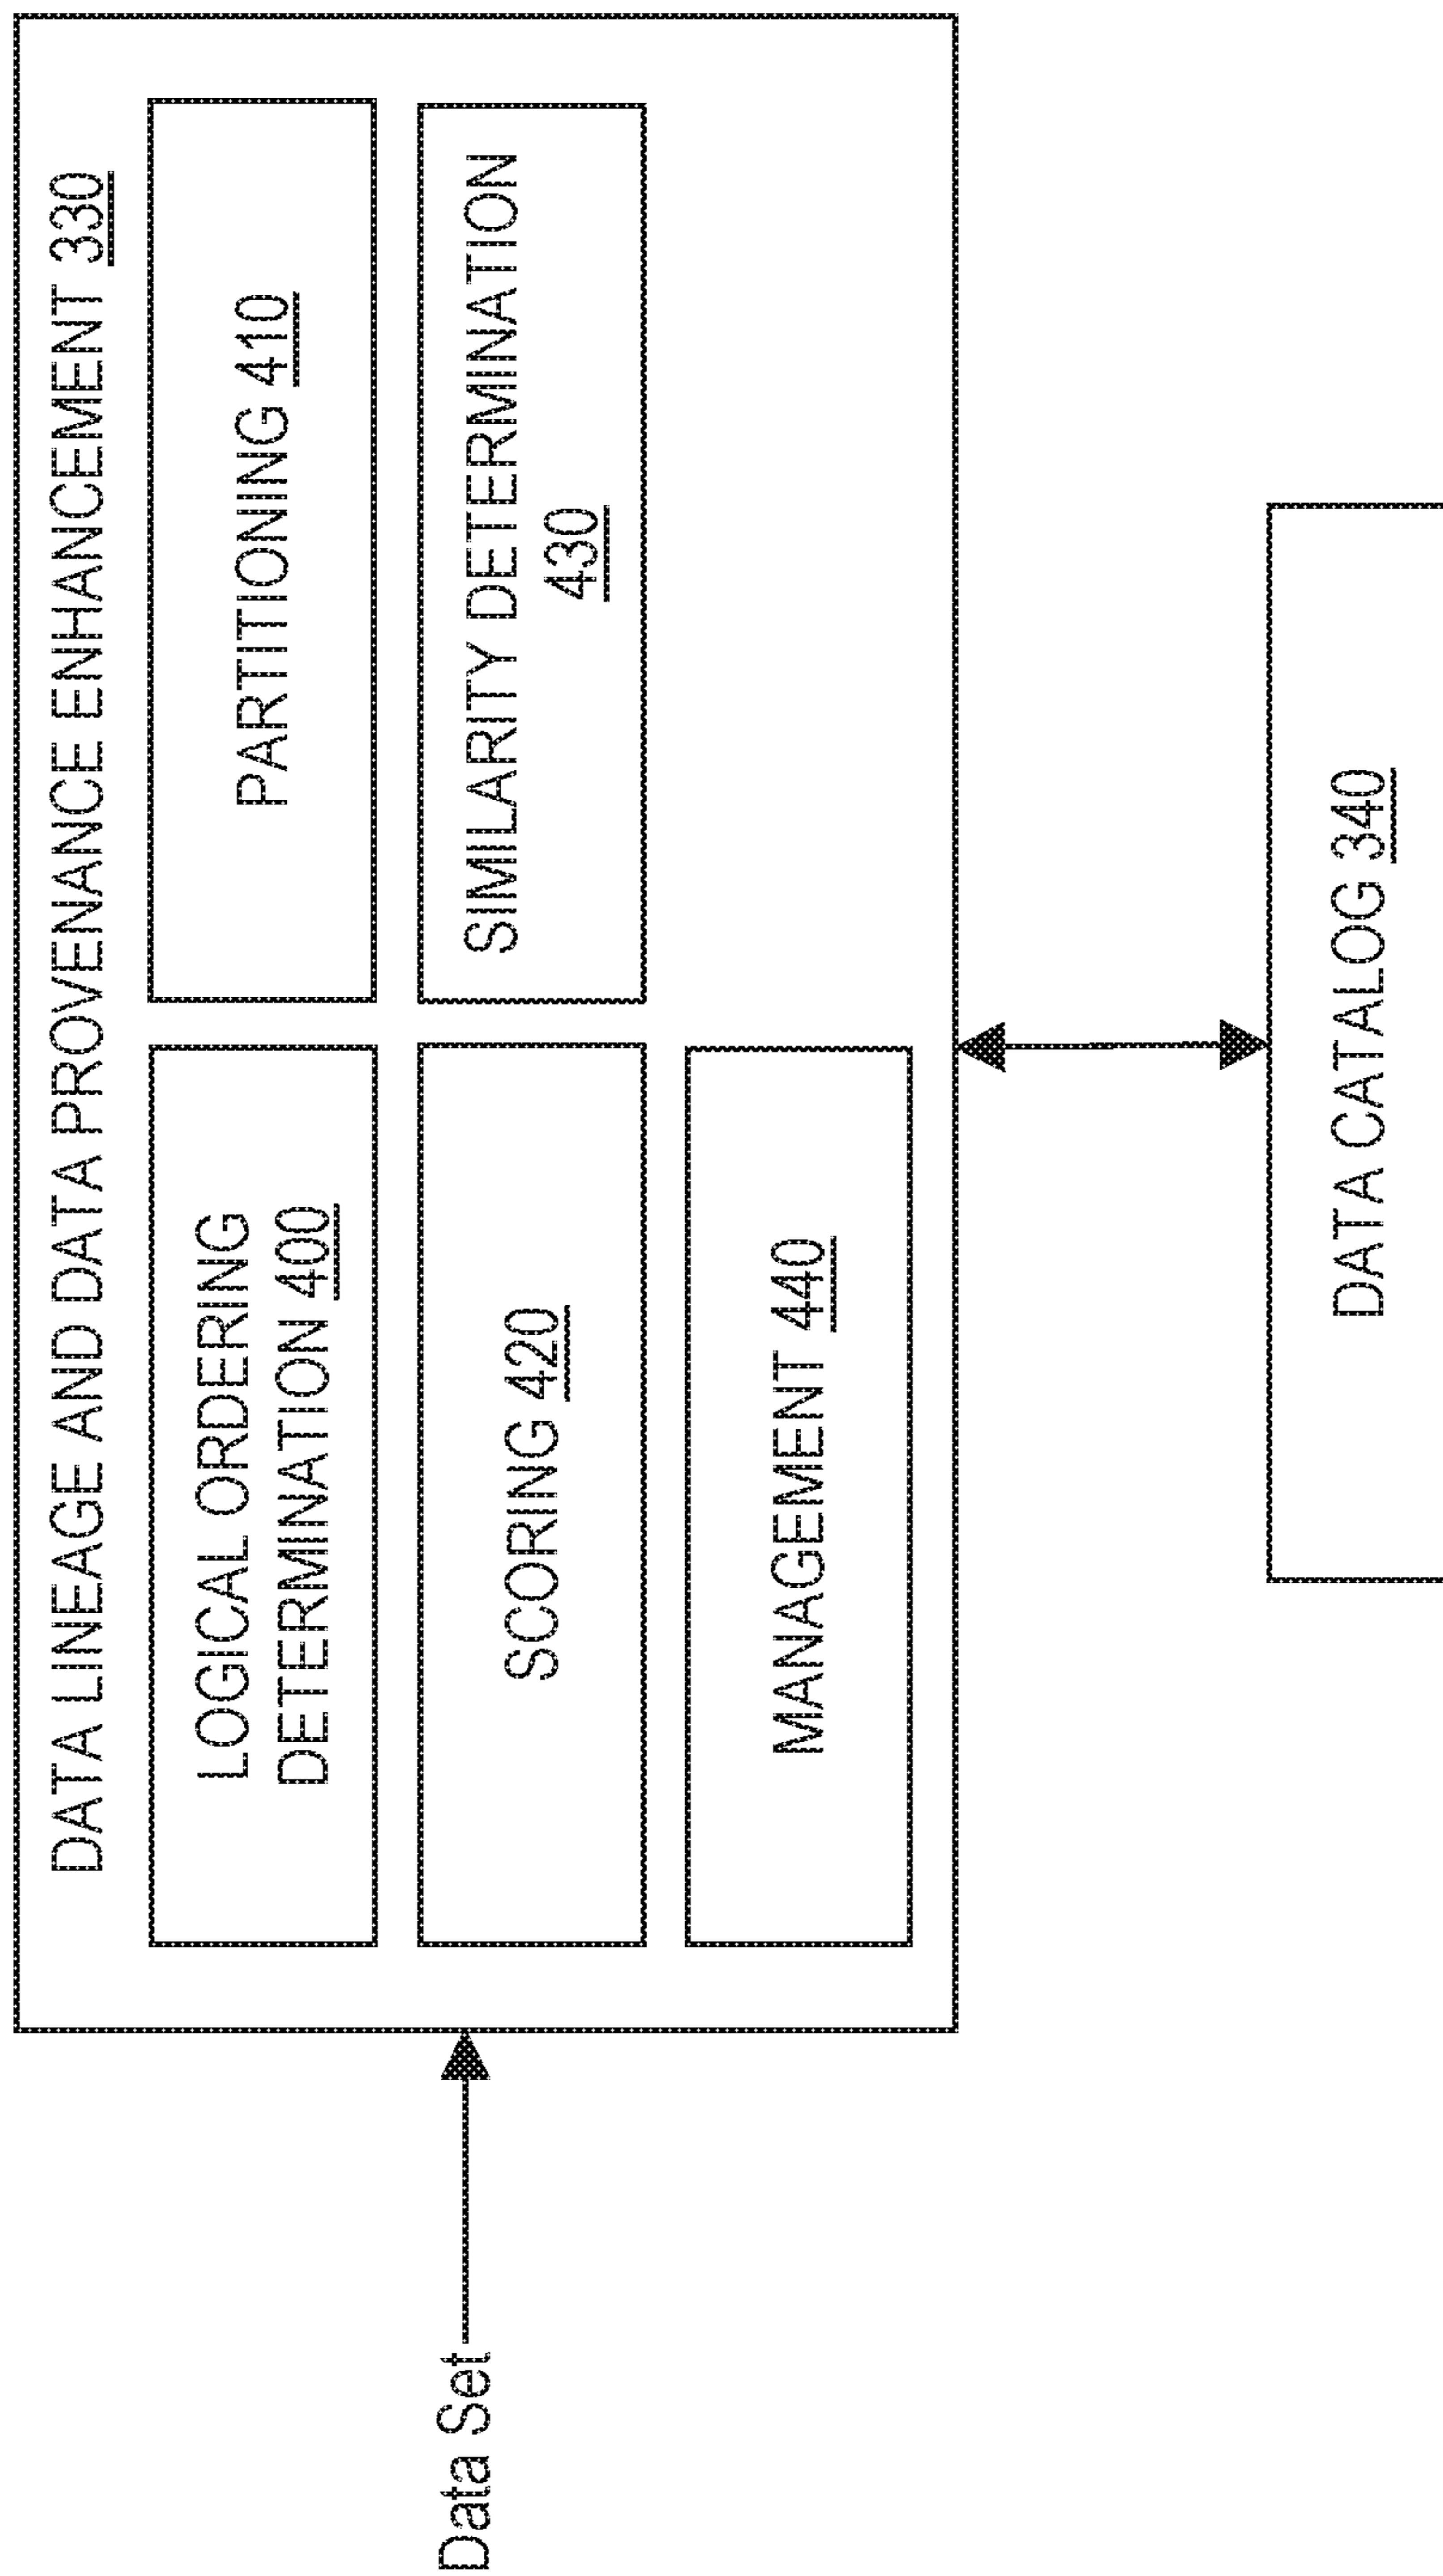 DATA LINEAGE AND DATA PROVENANCE ENHANCEMENT 330
LOGICAL ORDERING
DETERMINATION 400
PARTITIONING 410
SCORING 420
SIMILARITY DETERMINATION
430
MANAGEMENT 440
Data Set
DATA CATALOG 340